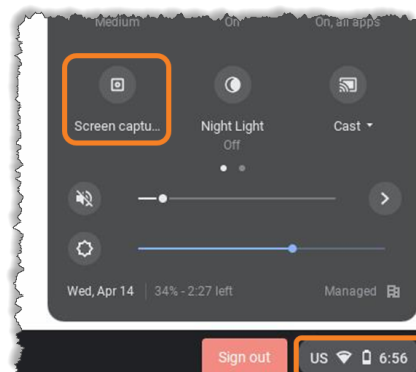 Medium On On, all apps
Screen captu... Night Light Cast
Off
Wed, Apr 14 34% - 2:27 left Managed
Sign out US 6:56